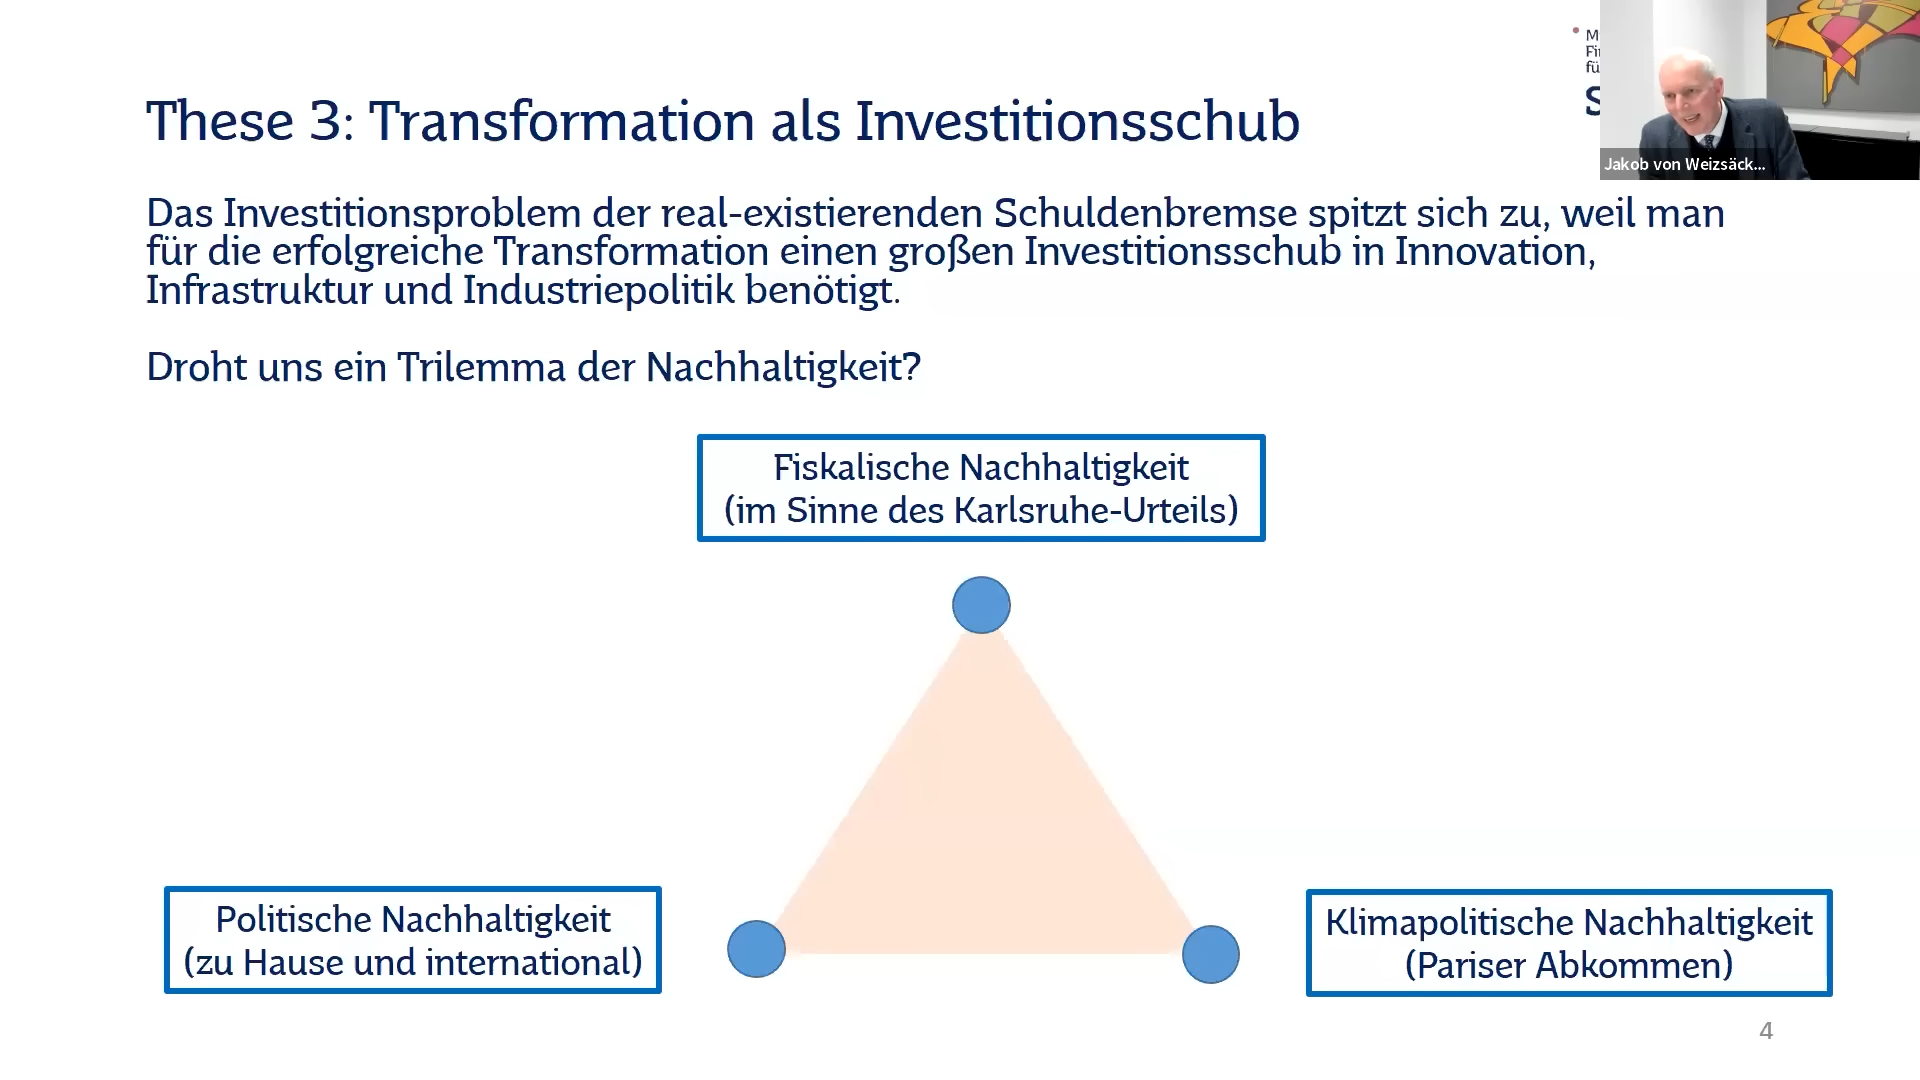 These 3: Transformation als Investitionsschub
Das Investitionsproblem der real-existierenden Schuldenbremse spitzt sich zu, weil man
für die erfolgreiche Transformation einen großen Investitionsschub in Innovation,
Infrastruktur und Industriepolitik benötigt.
Droht uns ein Trilemma der Nachhaltigkeit?
Fiskalische Nachhaltigkeit
(im Sinne des Karlsruhe-Urteils)
Politische Nachhaltigkeit
(zu Hause und international)
Klimapolitische Nachhaltigkeit
(Pariser Abkommen)
4
Jakob von Weizsäck...